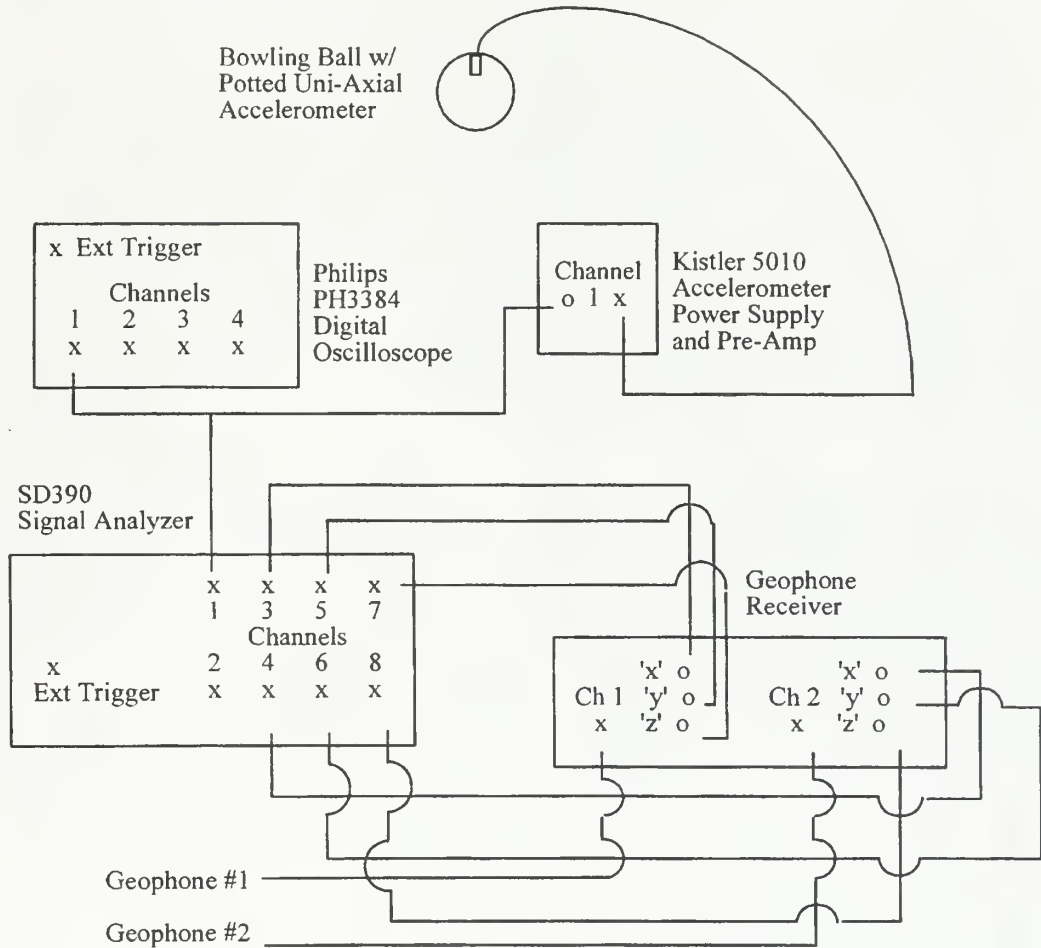 Bowling Ball w/
Potted Uni-Axial
Accelerometer
x Ext Trigger
Channels
1 2 3 4
x x x x
Philips
PH3384
Digital
Oscilloscope
Channel
o 1 x
Kistler 5010
Accelerometer
Power Supply
and Pre-Amp
SD390
Signal Analyzer
x x x x
1 3 5 7
Channels
2 4 6 8
x
Ext Trigger x x x x
Geophone
Receiver
'x' o
Ch 1 'y' o
x 'z' o
'x' o
Ch 2 'y' o
x 'z' o
Geophone #1
Geophone #2